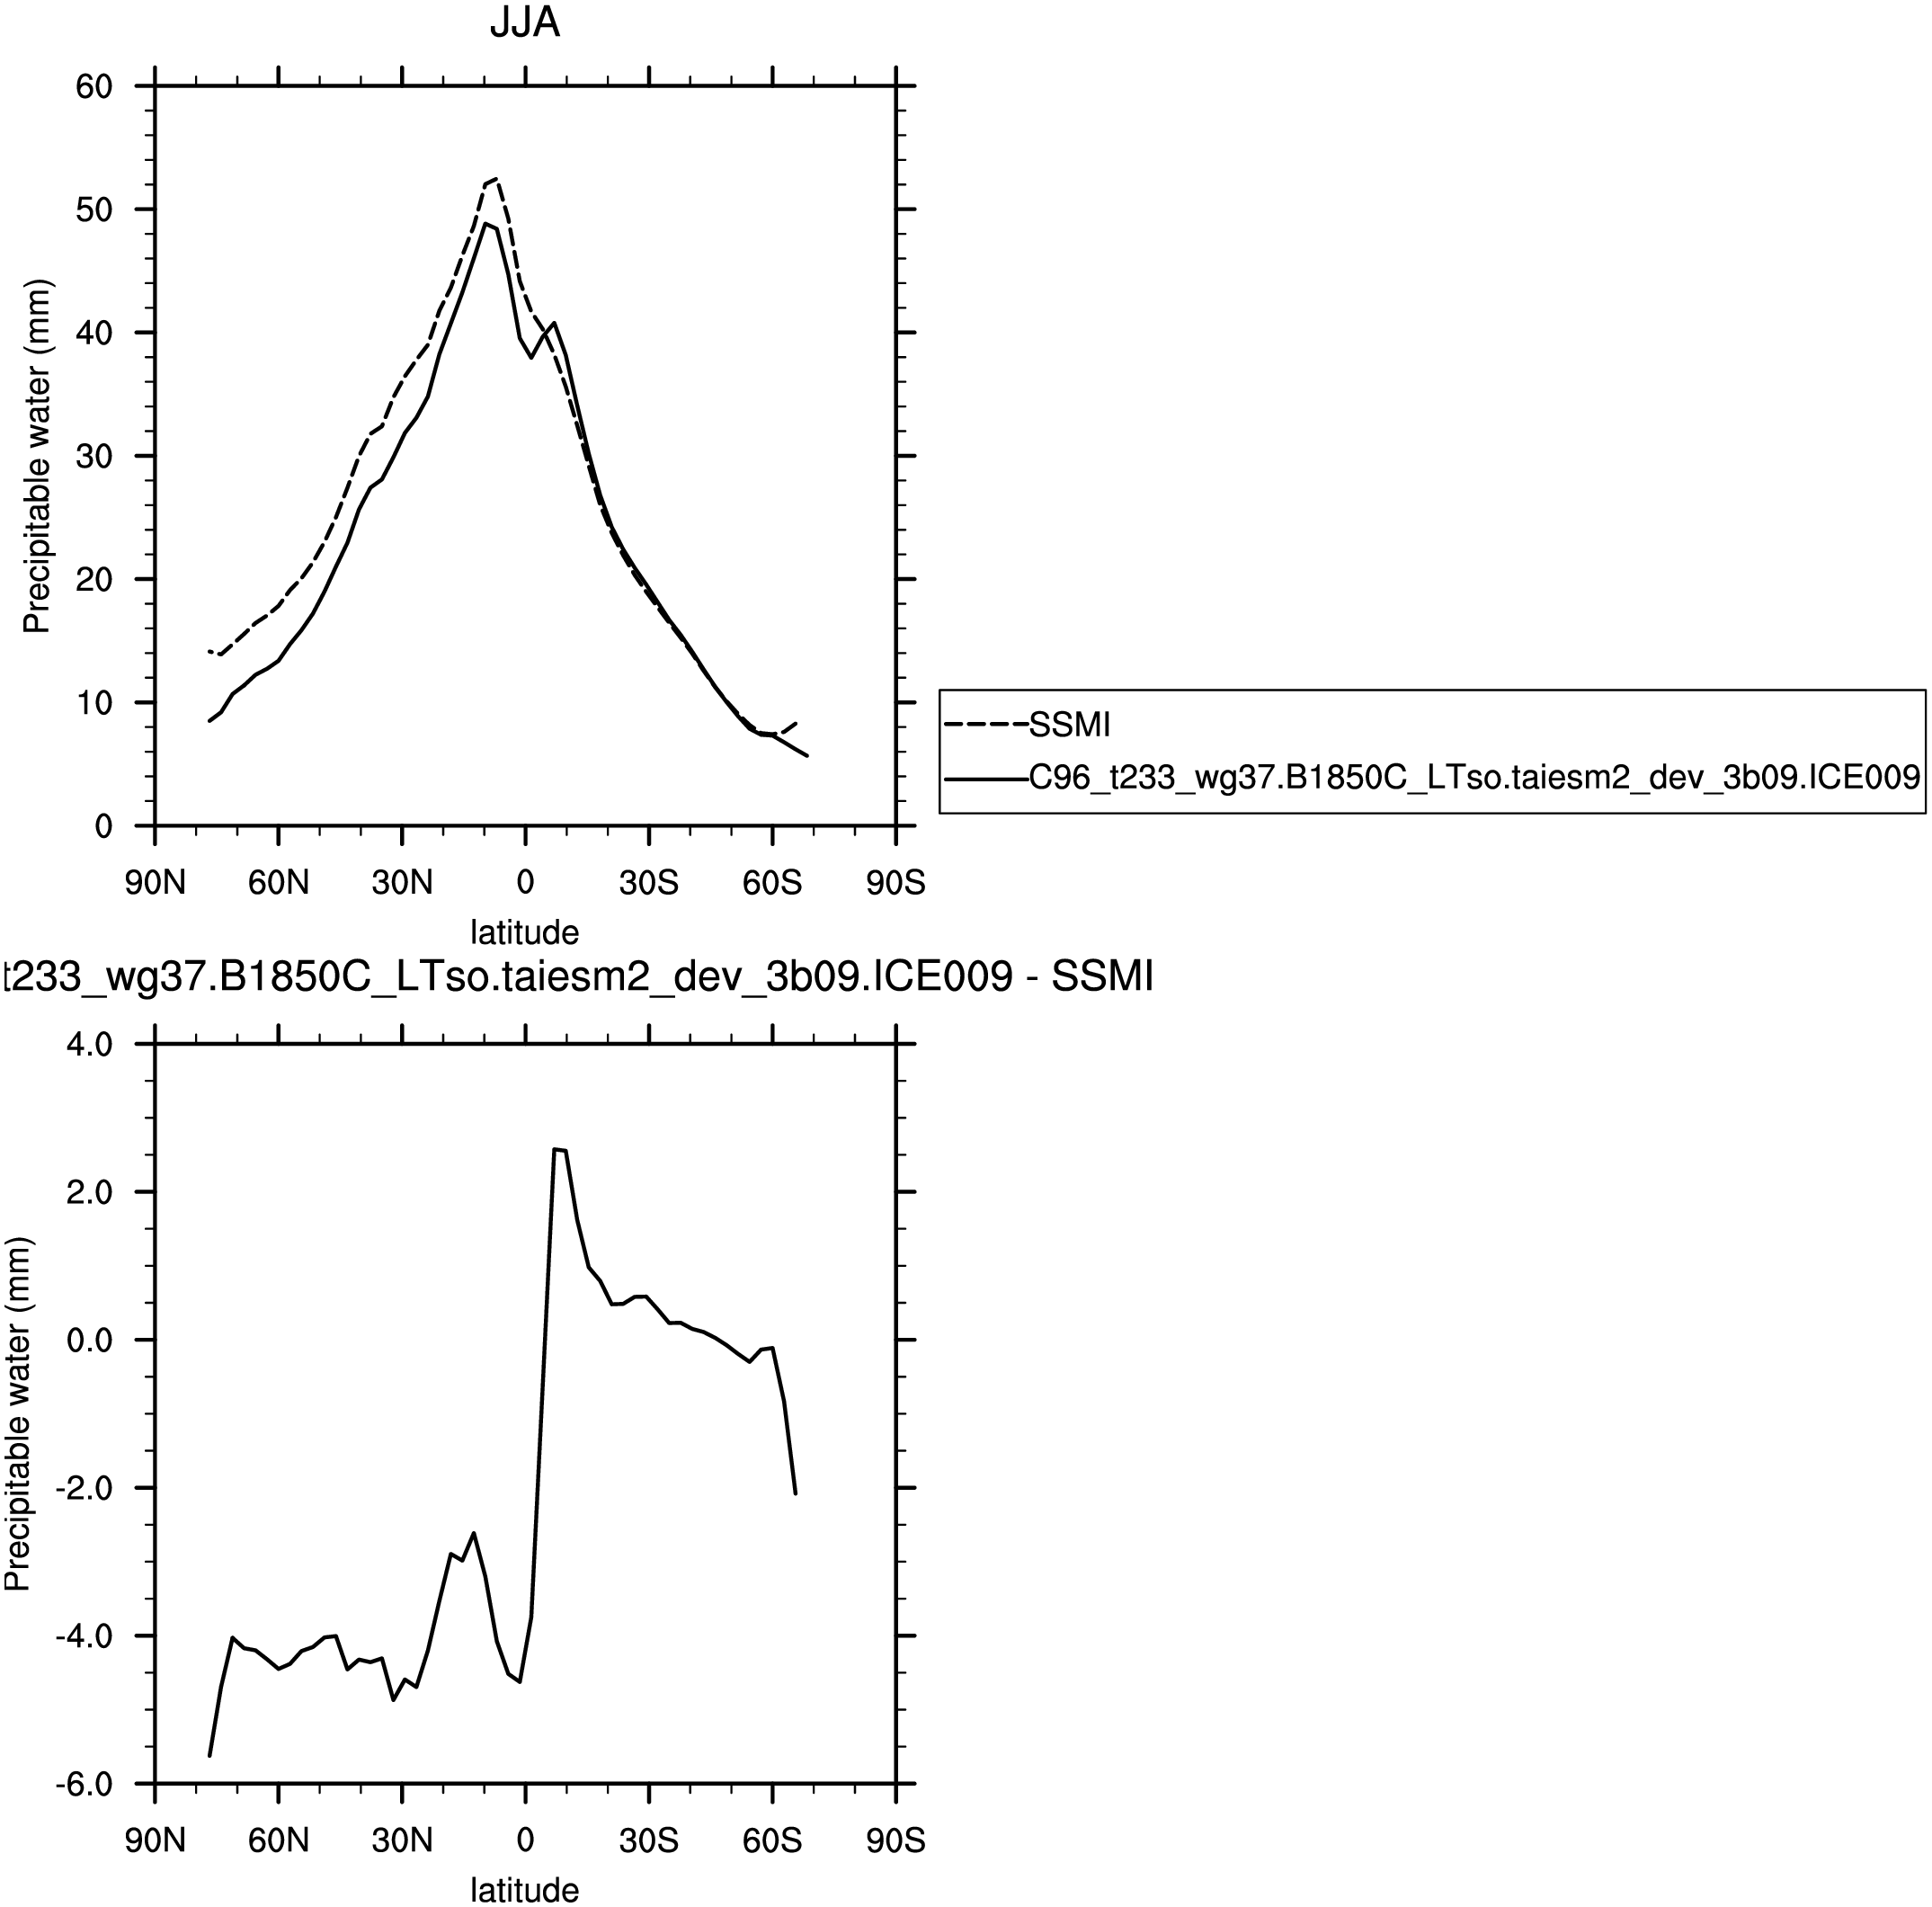 JJA
60
50
40
30
20
10
0
Precipitable water (mm)
90N 60N 30N 0 30S 60S 90S
latitude
SSMI
C96_t233_wg37.B1850C_LTso.taiesm2_dev_3b09.ICE009
t233_wg37.B1850C_LTso.taiesm2_dev_3b09.ICE009 - SSMI
4.0
2.0
0.0
-2.0
-4.0
-6.0
Precipitable water (mm)
90N 60N 30N 0 30S 60S 90S
latitude